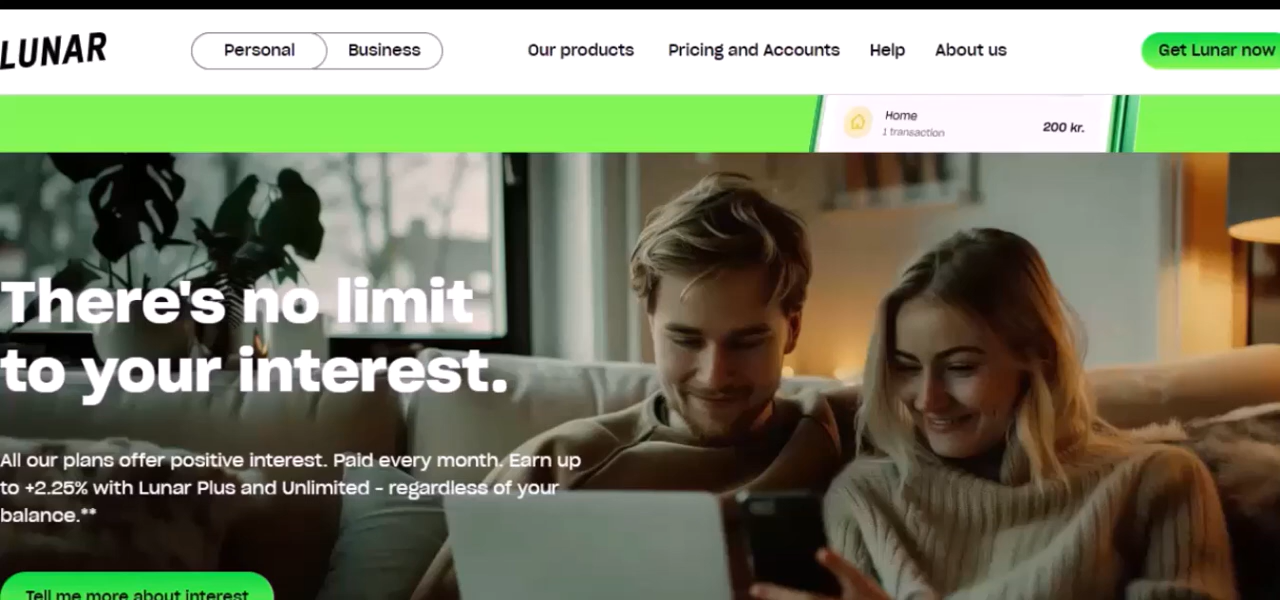 LUNAR
Personal
Business
Our products
Pricing and Accounts
Help
About us
Get Lunar now
Home
1 transaction
200 kr.
There's no limit
to your interest.
All our plans offer positive interest. Paid every month. Earn up
to +2.25% with Lunar Plus and Unlimited - regardless of your
balance.**
Tell me more about interest